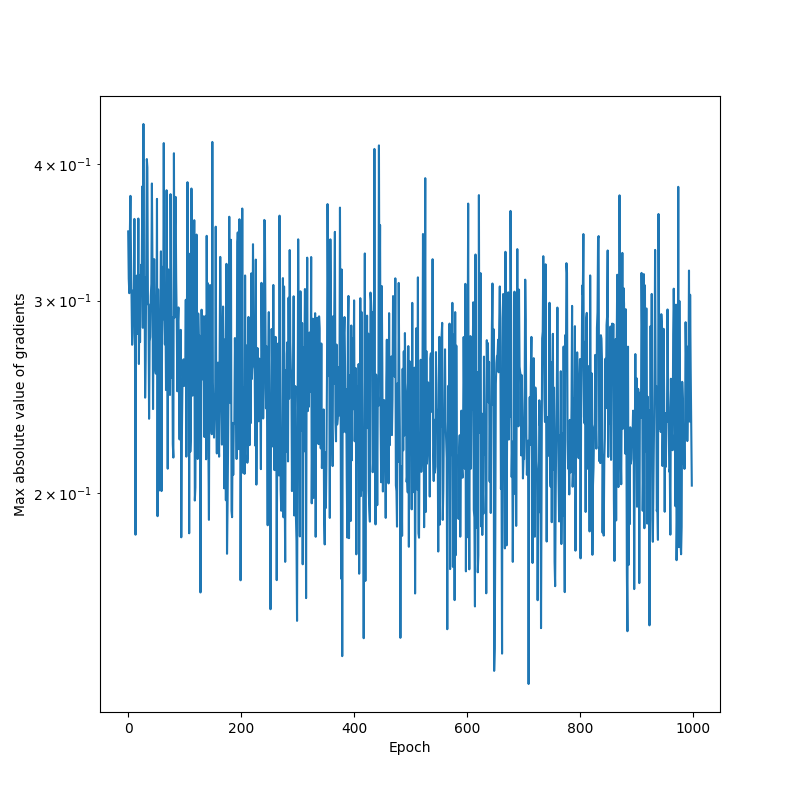 Max absolute value of gradients
4 × 10⁻¹
3 × 10⁻¹
2 × 10⁻¹
0 200 400 600 800 1000
Epoch